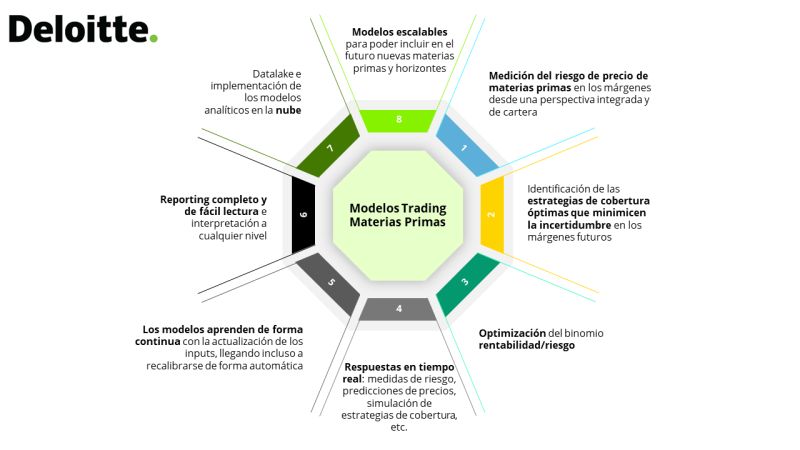 Deloitte.
Modelos escalables
para poder incluir en el
futuro nuevas materias
primas y horizontes
8
Medición del riesgo de precio de
materias primas en los márgenes
desde una perspectiva integrada y
de cartera
1
Identificación de las
estrategias de cobertura
óptimas que minimicen
la incertidumbre en los
márgenes futuros
2
Optimización del binomio
rentabilidad/riesgo
3
Respuestas en tiempo
real: medidas de riesgo,
predicciones de precios,
simulación de
estrategias de cobertura,
etc.
4
Los modelos aprenden de forma
continua con la actualización de los
inputs, llegando incluso a
recalibrarse de forma automática
5
Reporting completo y
de fácil lectura e
interpretación a
cualquier nivel
6
Datalake e
implementación de
los modelos
analíticos en la nube
7
Modelos Trading
Materias Primas